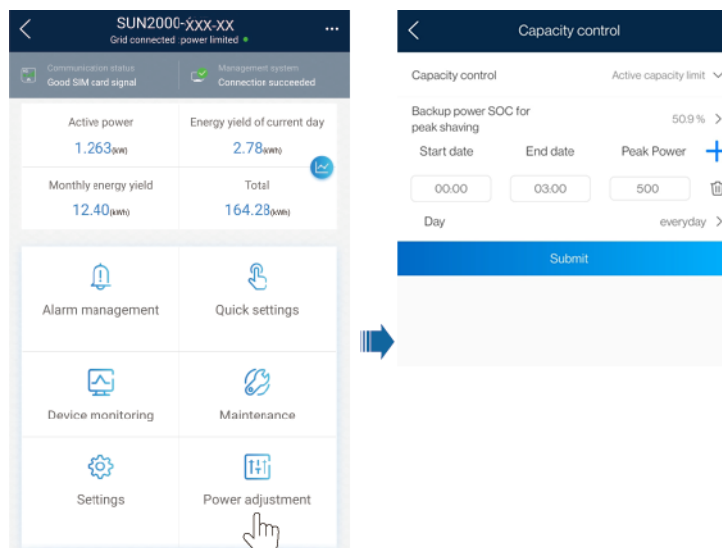 SUN2000-XXX-XX
Grid connected :power limited
Communication status
Good SIM card signal
Management system
Connection succeeded
Active power
1.263(kW)
Energy yield of current day
2.78(kWh)
Monthly energy yield
12.40(kWh)
Total
164.28(kWh)
Alarm management
Quick settings
Device monitoring
Maintenance
Settings
Power adjustment
Capacity control
Capacity control
Active capacity limit
Backup power SOC for
peak shaving
50.9 %
Start date End date Peak Power
00:00 03:00 500
Day
everyday
Submit